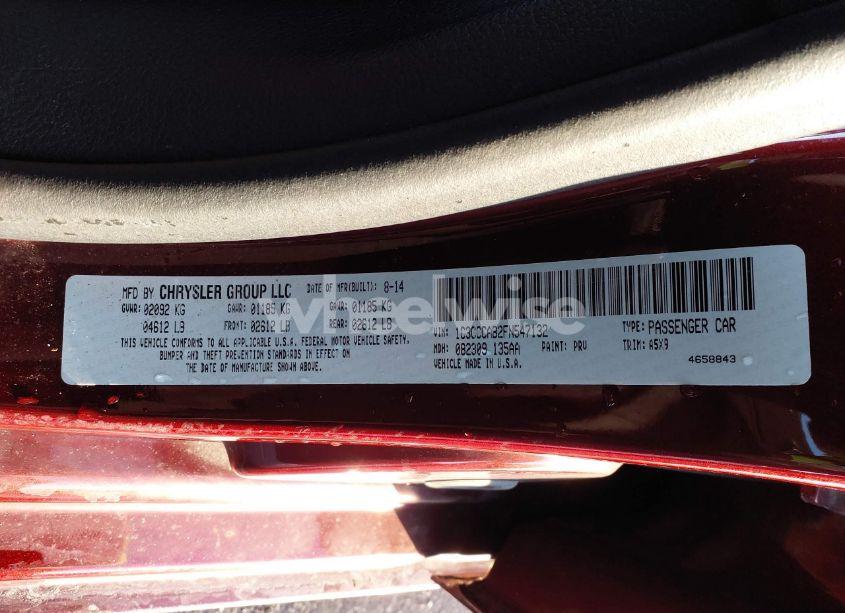 MFD BY CHRYSLER GROUP LLC DATE OF MFR(BUILT): 8-14
GVWR: 02092 KG GAWR: 01185 KG GAWR: 01185 KG
04612 LB FRONT: 02612 LB REAR: 02612 LB
THIS VEHICLE CONFORMS TO ALL APPLICABLE U.S.A. FEDERAL MOTOR VEHICLE SAFETY,
BUMPER AND THEFT PREVENTION STANDARDS IN EFFECT ON
THE DATE OF MANUFACTURE SHOWN ABOVE.
VIN: 1C3CCCAB2FN547132 TYPE: PASSENGER CAR
MDH: 082309 135AA PAINT: PRV TRIM: A5X9
VEHICLE MADE IN U.S.A. 4658843
wheelwise